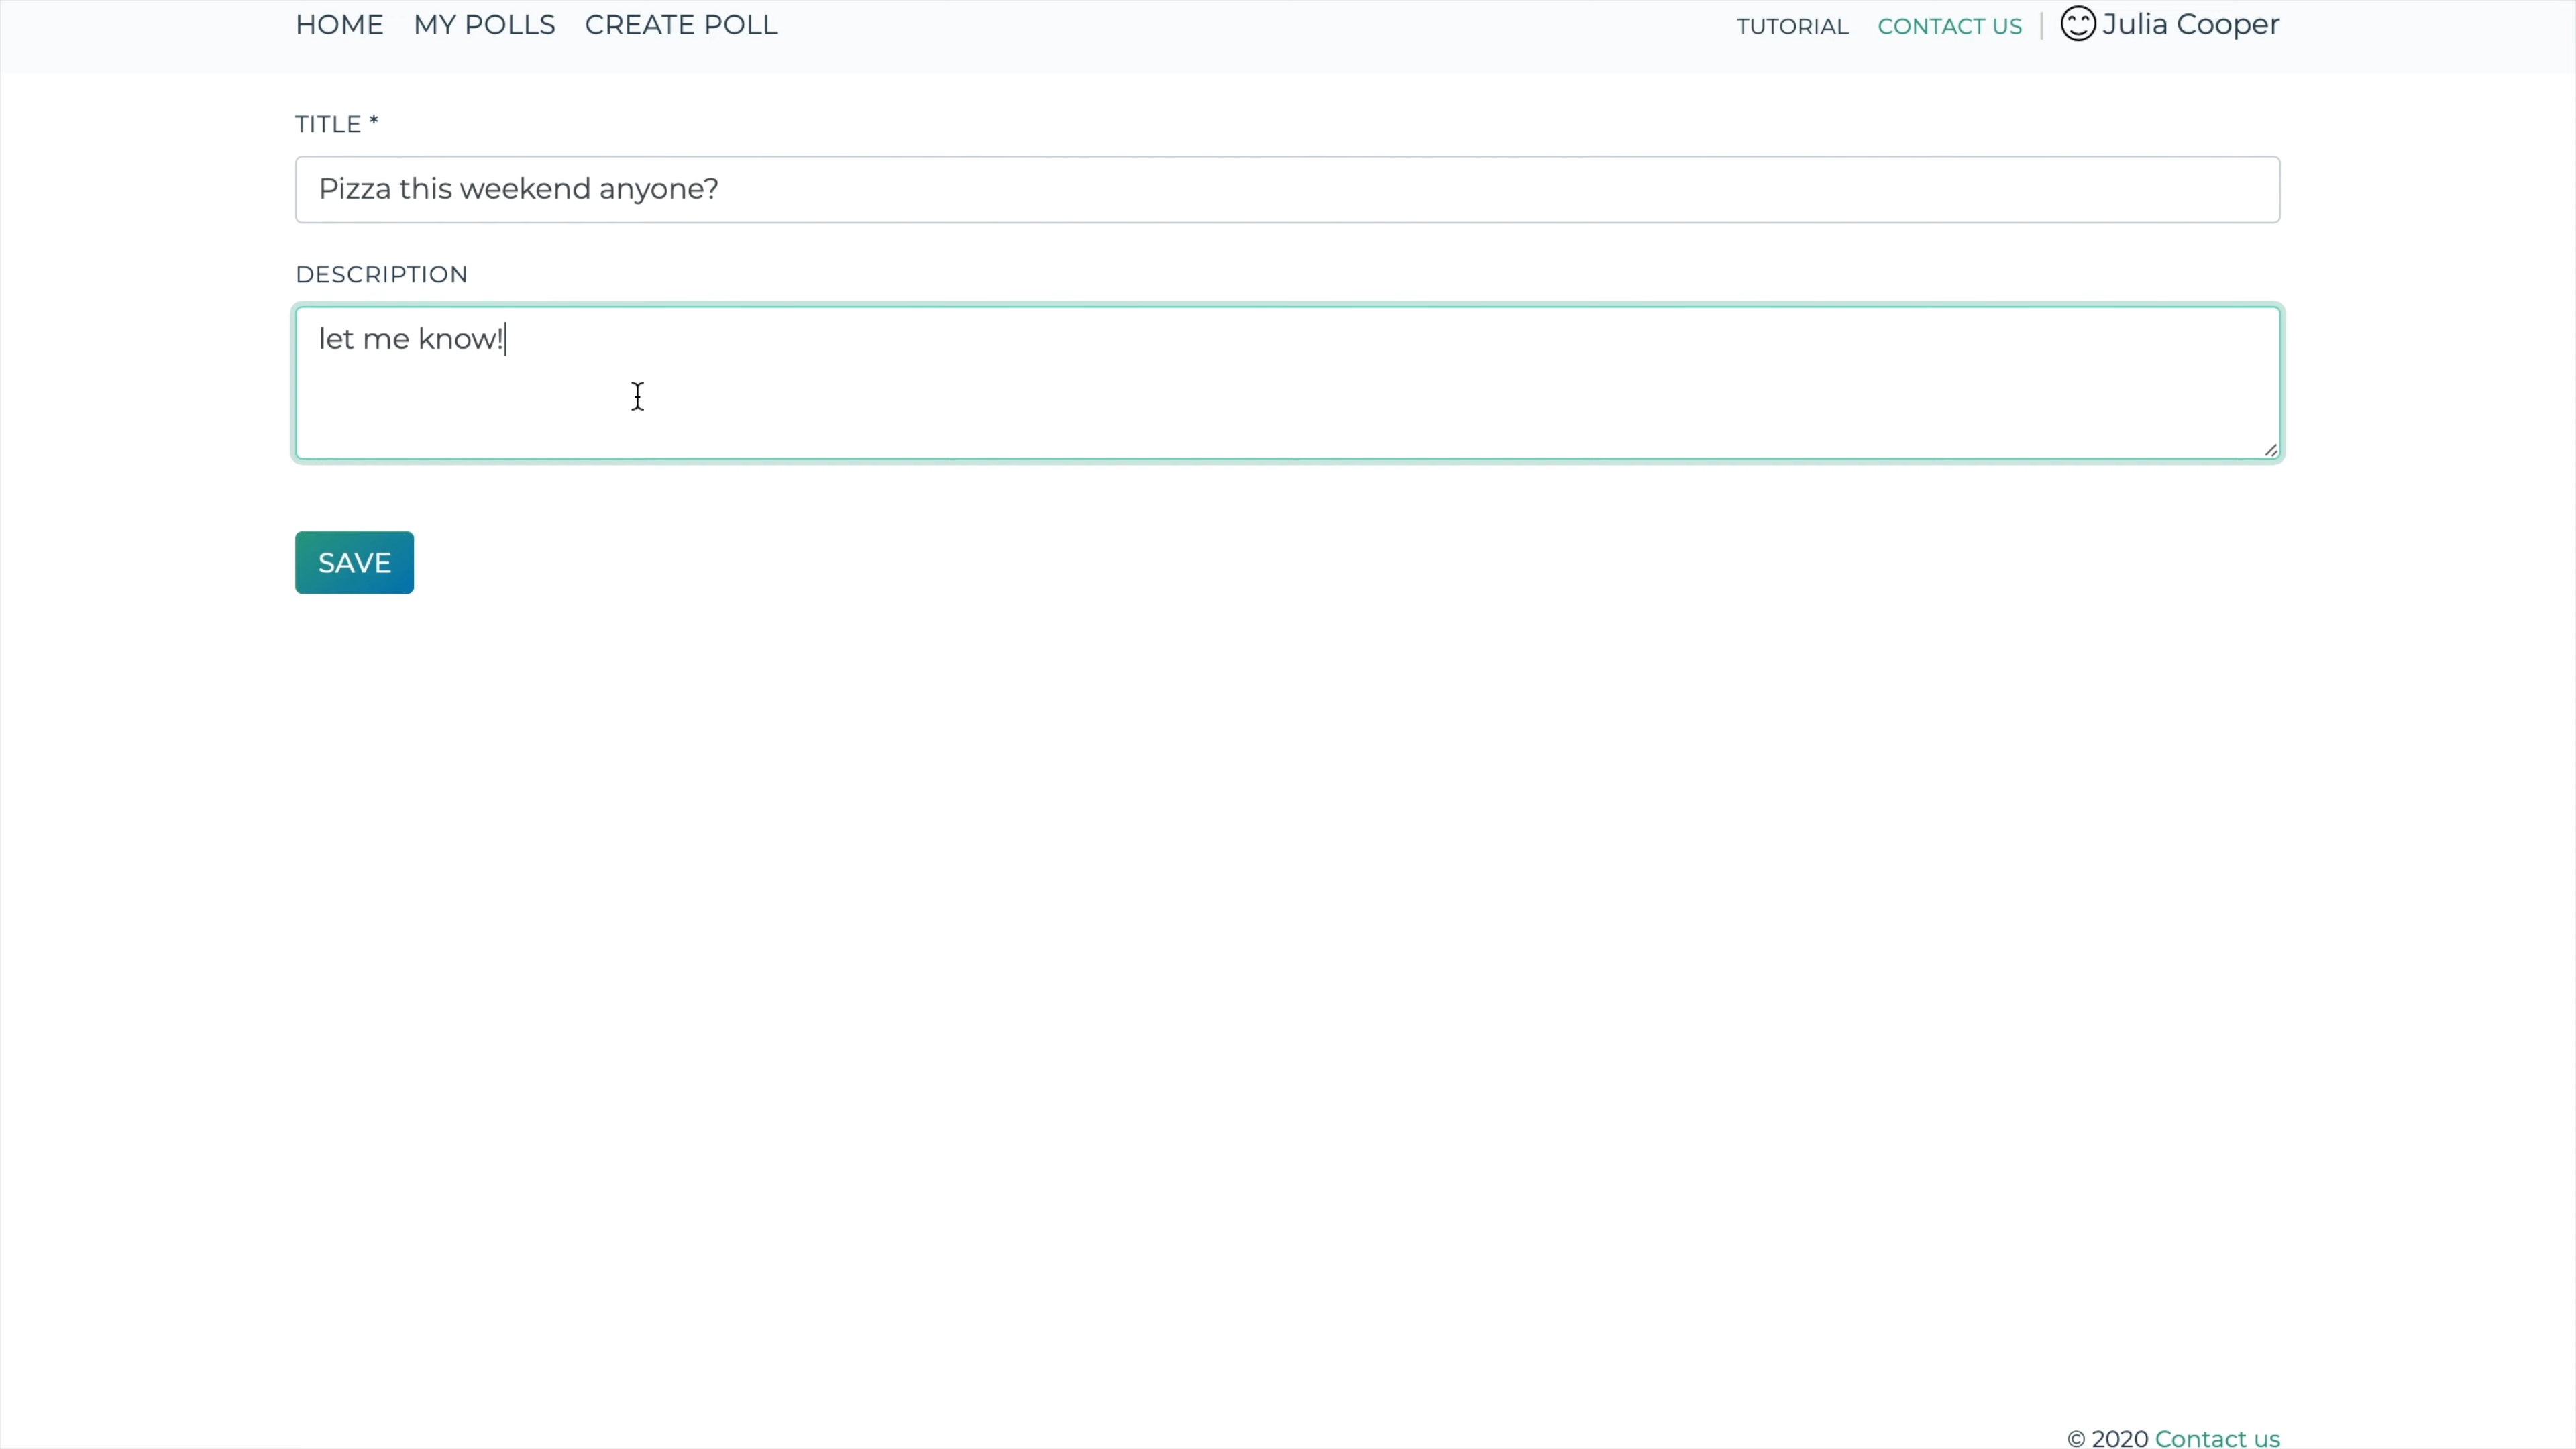 HOME MY POLLS CREATE POLL TUTORIAL CONTACT US | Julia Cooper
TITLE *
Pizza this weekend anyone?
DESCRIPTION
let me know!
SAVE
© 2020 Contact us